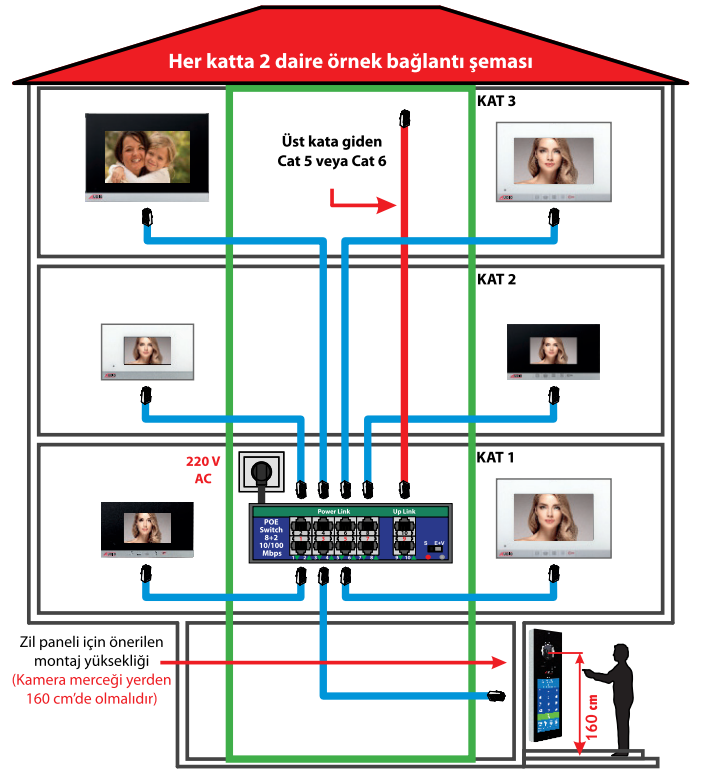 Her katta 2 daire örnek bağlantı şeması
KAT 3
Üst kata giden
Cat 5 veya Cat 6
KAT 2
KAT 1
220 V
AC
Power Link
Up Link
POE
Switch
8+2
10/100
Mbps
S E+V
Zil paneli için önerilen
montaj yüksekliği
(Kamera merceği yerden
160 cm'de olmalıdır)
160 cm